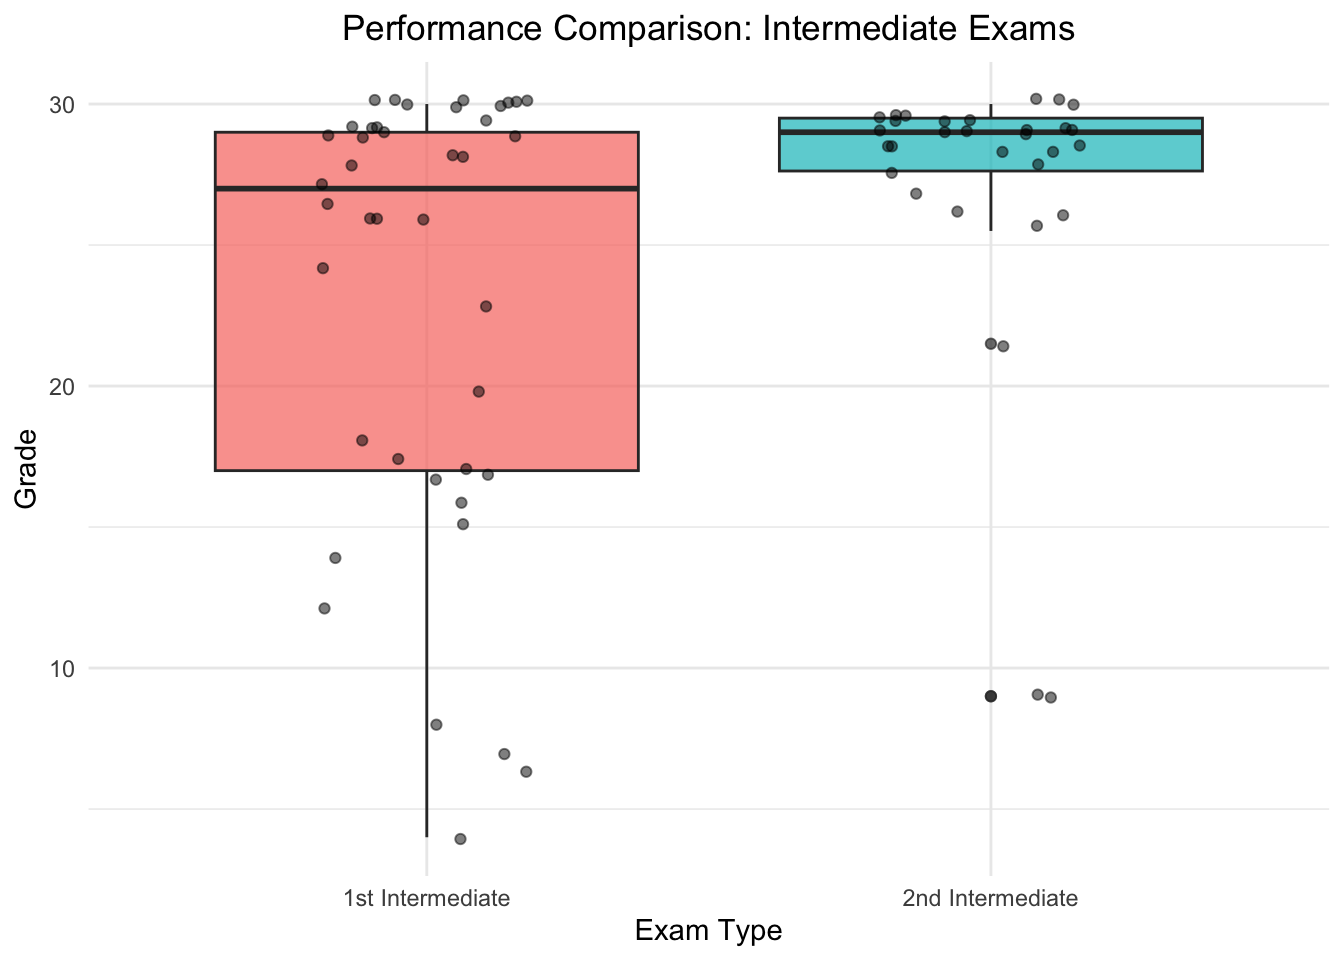 Performance Comparison: Intermediate Exams
30
20
10
Grade
1st Intermediate
2nd Intermediate
Exam Type